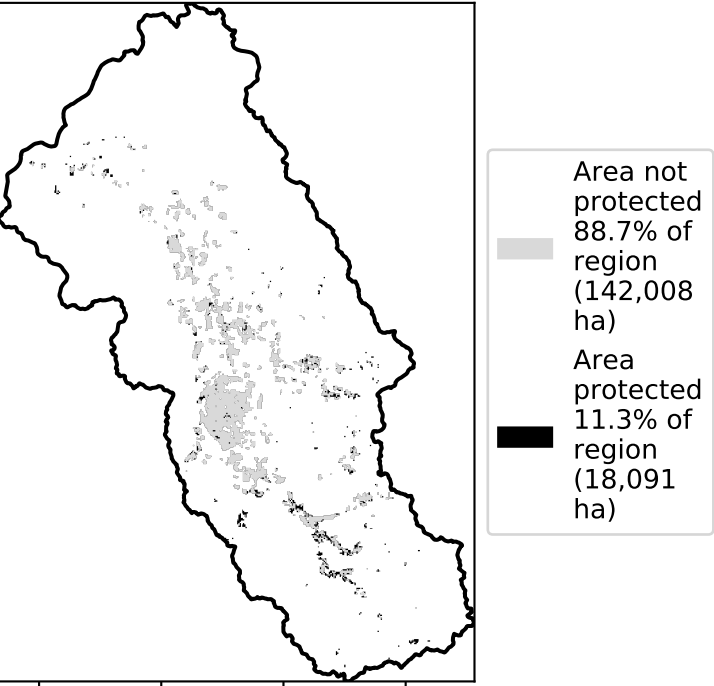 Area not
protected
88.7% of
region
(142,008
ha)
Area
protected
11.3% of
region
(18,091
ha)